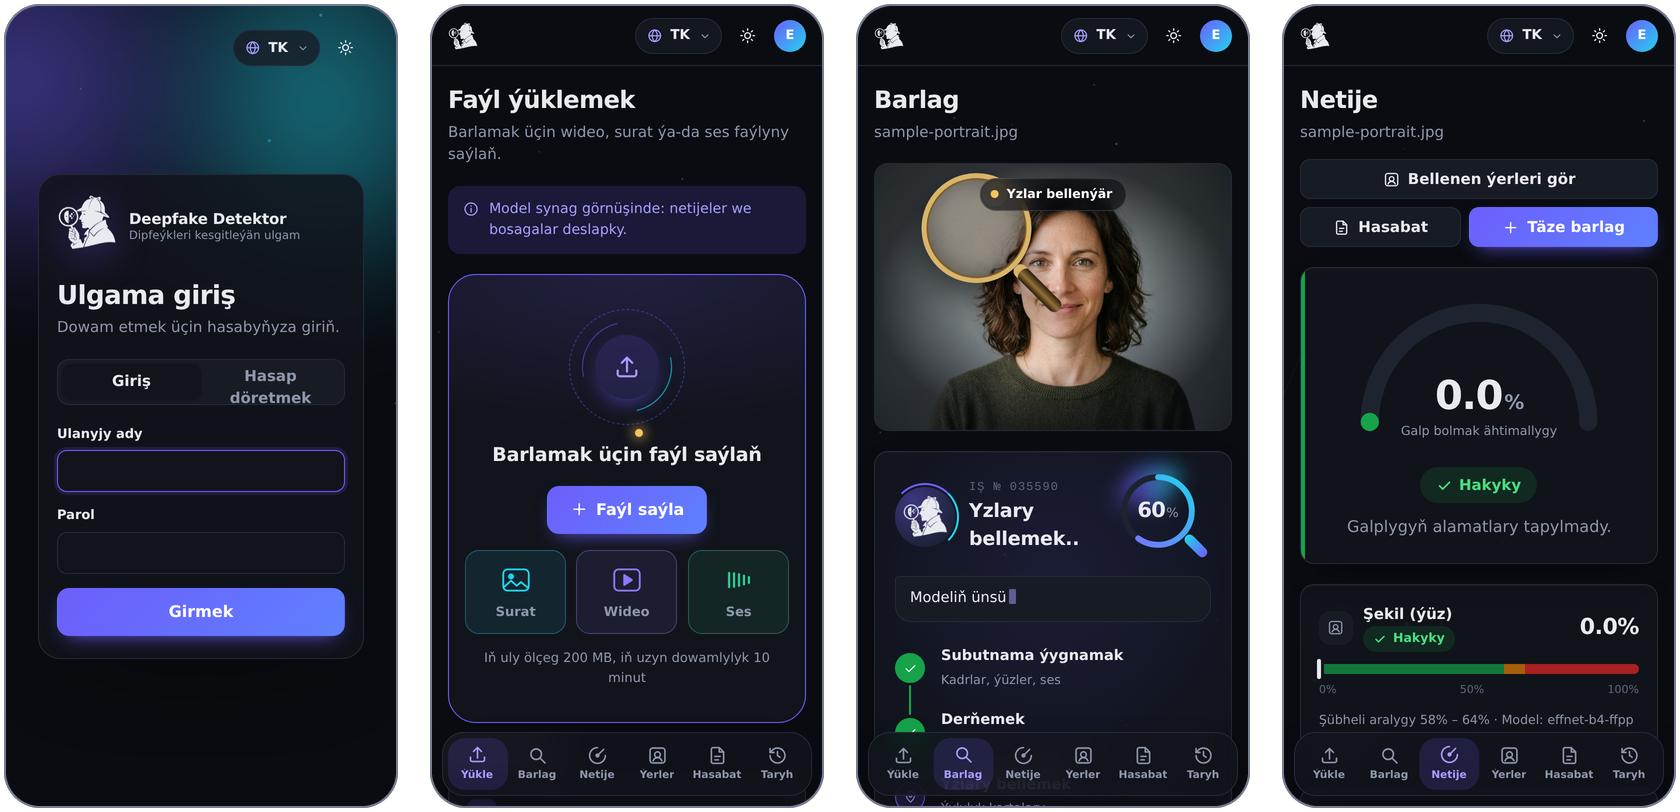 TK
Deepfake Detektor
Dipfeýkleri kesgitleýän ulgam
Ulgama giriş
Dowam etmek üçin hasabyňyza giriň.
Giriş
Hasap
döretmek
Ulanyjy ady
Parol
Girmek
TK
E
Faýl ýüklemek
Barlamak üçin wideo, surat ýa-da ses faýlyny
saýlaň.
Model synag görnüşinde: netijeler we
bosagalar deslapky.
Barlamak üçin faýl saýlaň
+ Faýl saýla
Surat
Wideo
Ses
Iň uly ölçeg 200 MB, iň uzyn dowamlylyk 10
minut
Ýükle
Barlag
Netije
Yerler
Hasabat
Taryh
TK
E
Barlag
sample-portrait.jpg
Yzlar bellenýär
IŞ № 035590
Yzlary
bellemek..
60%
Modeliň ünsü
Subutnama ýygnamak
Kadrlar, ýüzler, ses
Derňemek
Ýükle
Barlag
Netije
Yerler
Hasabat
Taryh
TK
E
Netije
sample-portrait.jpg
Bellenen ýerleri gör
Hasabat
+ Täze barlag
0.0%
Galp bolmak ähtimallygy
Hakyky
Galplygyň alamatlary tapylmady.
Şekil (ýüz)
Hakyky
0.0%
0%
50%
100%
Şübheli aralygy 58% – 64% · Model: effnet-b4-ffpp
Ýükle
Barlag
Netije
Yerler
Hasabat
Taryh